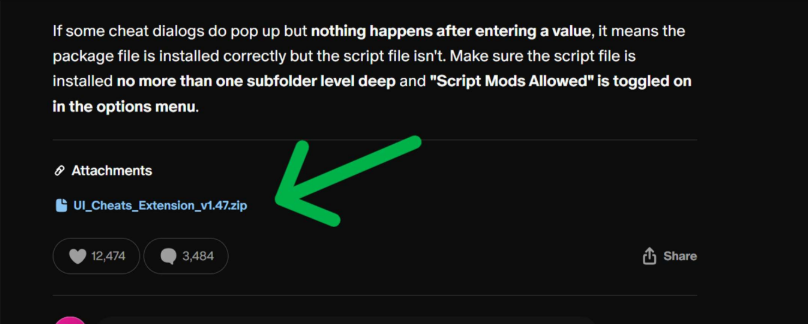 If some cheat dialogs do pop up but nothing happens after entering a value, it means the
package file is installed correctly but the script file isn't. Make sure the script file is
installed no more than one subfolder level deep and "Script Mods Allowed" is toggled on
in the options menu.
Attachments
UI_Cheats_Extension_v1.47.zip
12,474 3,484 Share